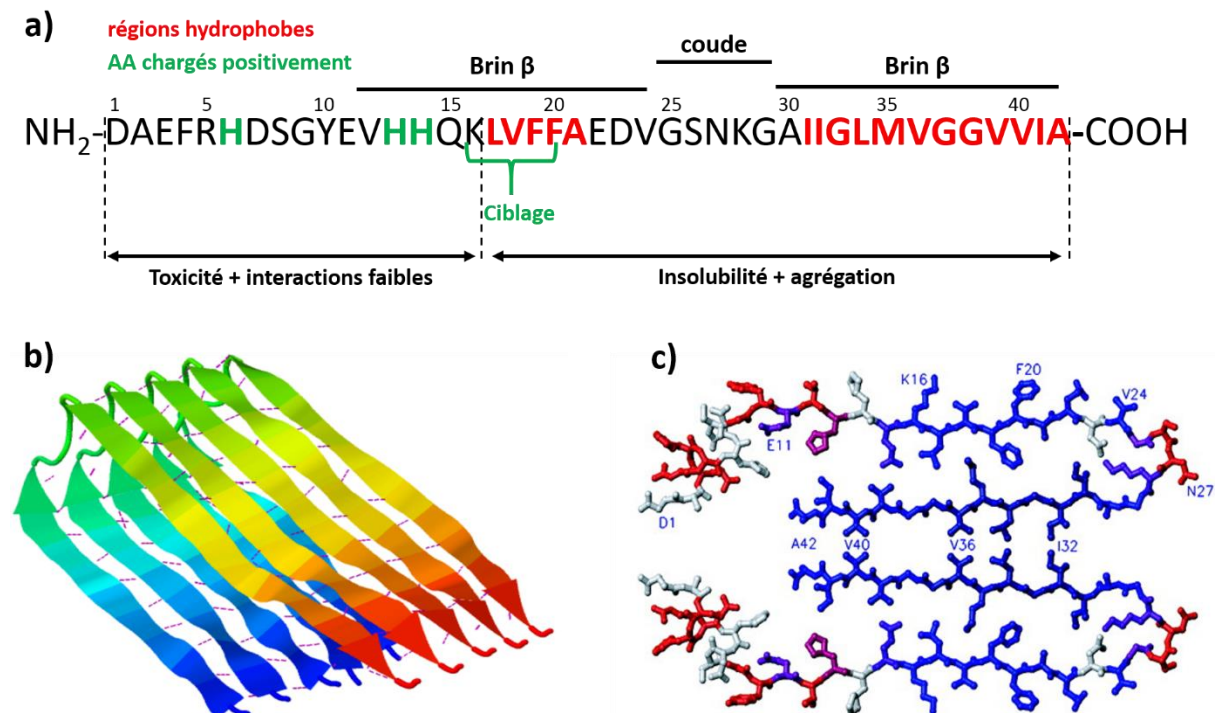 a)
régions hydrophobes
AA chargés positivement
Brin β
coude
Brin β
1 5 10 15 20 25 30 35 40
NH2-DAEFRHDSGYEVHHQKLVFFAEDVGSNKGAIIGLMVGGVVIA-COOH
Ciblage
Toxicité + interactions faibles
Insolubilité + agrégation
b)
c)
K16
F20
V24
E11
N27
D1
A42
V40
V36
I32